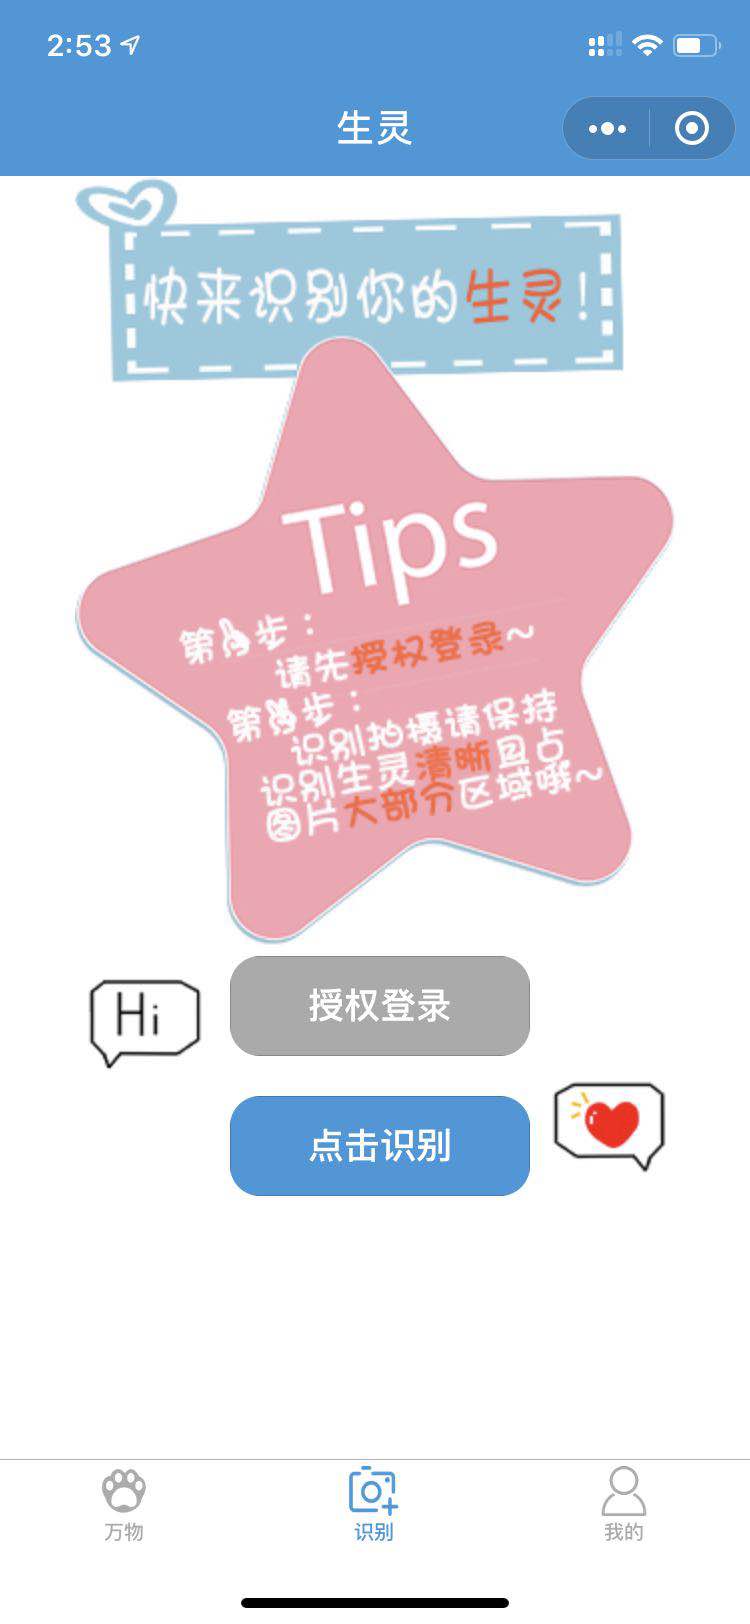 2:53
生灵
快来识别你的生灵！
Tips
第步：
请先授权登录~
第步：
识别拍摄请保持
识别生灵清晰且占
图片大部分区域哦~
Hi
授权登录
点击识别
万物
识别
我的